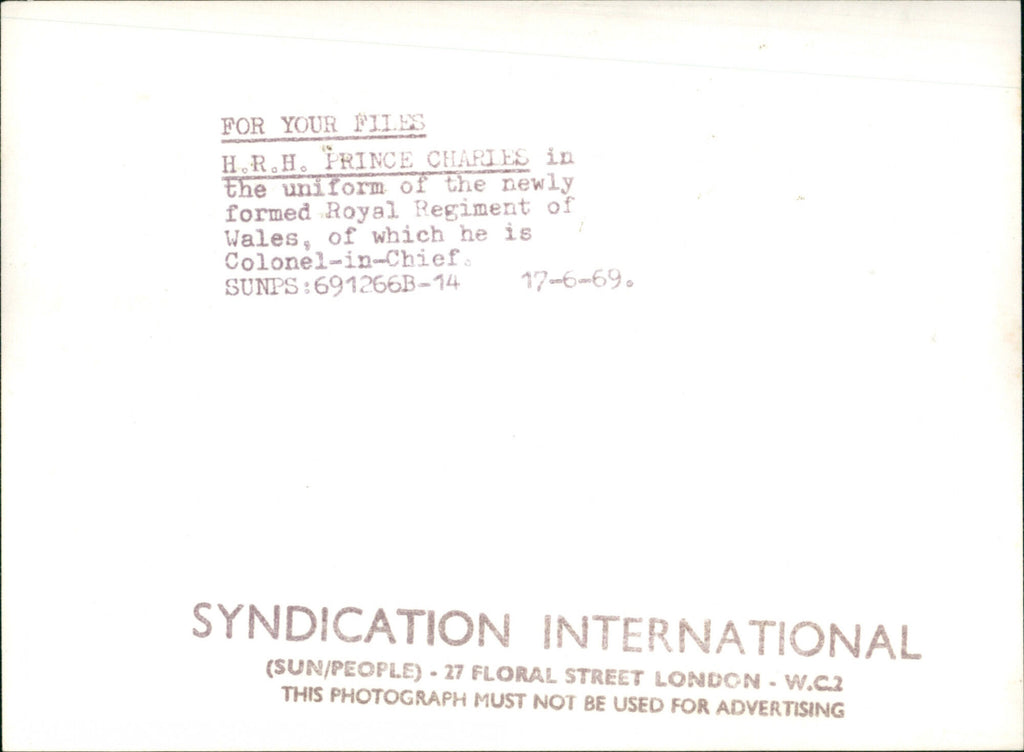 FOR YOUR FILES
H.R.H. PRINCE CHARLES in
the uniform of the newly
formed Royal Regiment of
Wales, of which he is
Colonel-in-Chief.
SUNPS:691266B-14 17-6-69.
SYNDICATION INTERNATIONAL
(SUN/PEOPLE) - 27 FLORAL STREET LONDON - W.C.2
THIS PHOTOGRAPH MUST NOT BE USED FOR ADVERTISING